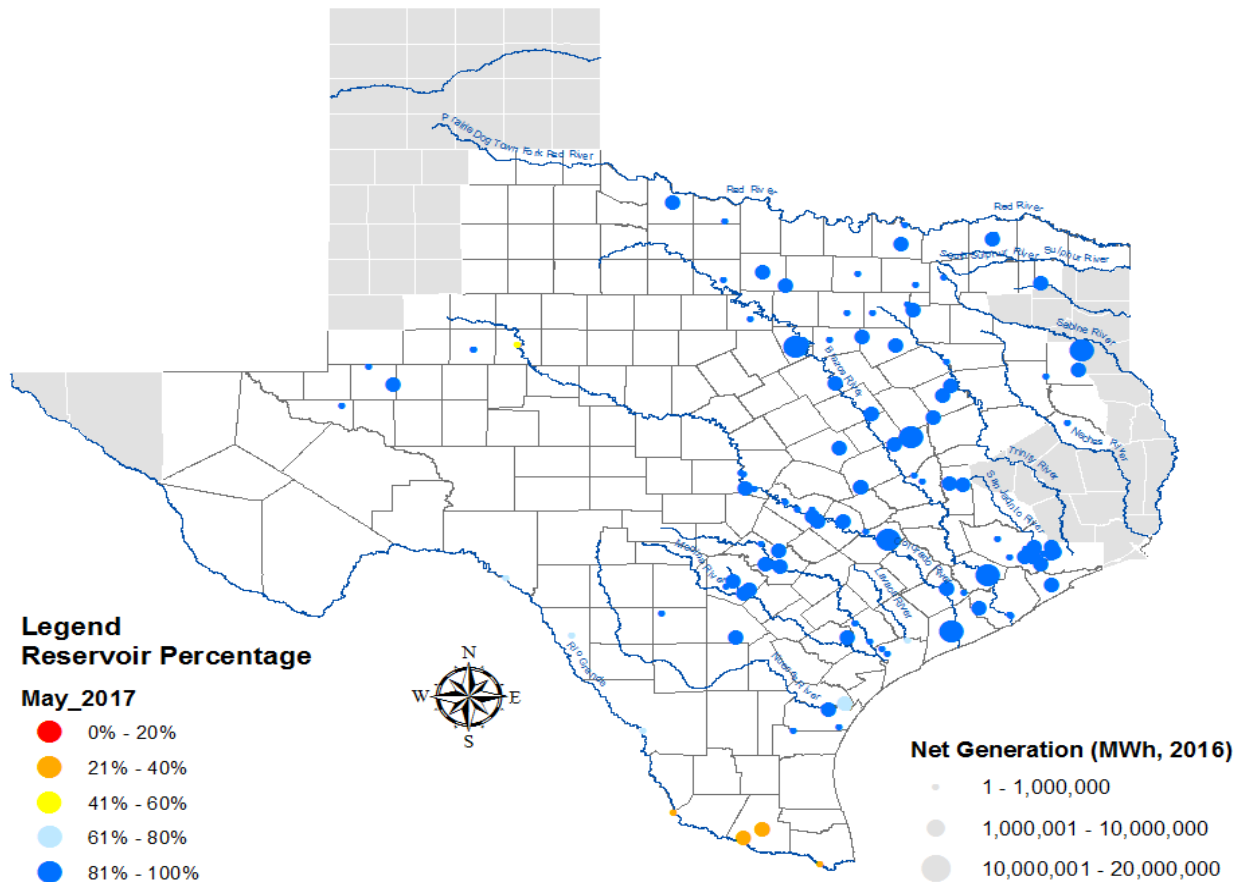 Prairie Dog Town Fork Red River
Red River
Red River
South Sulphur River
Sulphur River
Sabine River
Brazos River
Neches River
Trinity River
San Jacinto River
Colorado River
Medina River
Lavaca River
Rio Grande
Nueces River
Legend
Reservoir Percentage
May_2017
0% - 20%
21% - 40%
41% - 60%
61% - 80%
81% - 100%
N
W
E
S
Net Generation (MWh, 2016)
1 - 1,000,000
1,000,001 - 10,000,000
10,000,001 - 20,000,000